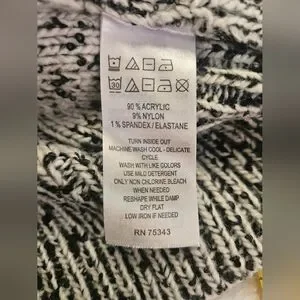 30
90 % ACRYLIC
9% NYLON
1 % SPANDEX / ELASTANE
TURN INSIDE OUT
MACHINE WASH COOL - DELICATE
CYCLE
WASH WITH LIKE COLORS
USE MILD DETERGENT
ONLY NON CHLORINE BLEACH
WHEN NEEDED
RESHAPE WHILE DAMP
DRY FLAT
LOW IRON IF NEEDED
RN 75343